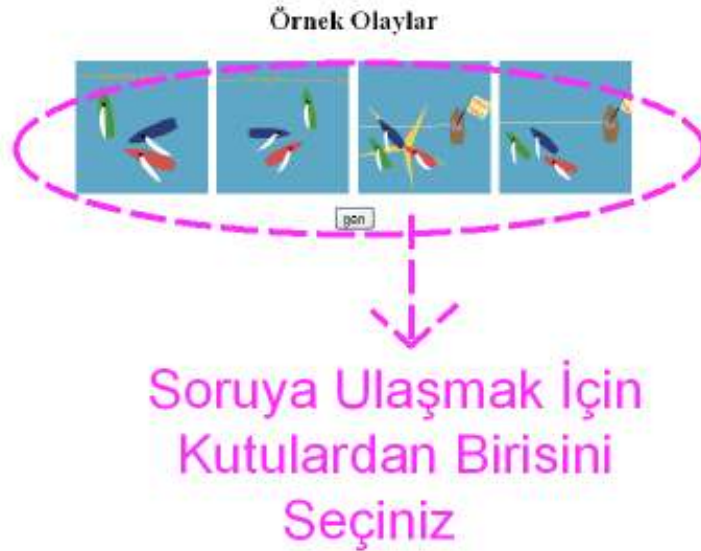 Örnek Olaylar
geri
Soruya Ulaşmak İçin
Kutulardan Birisini
Seçiniz